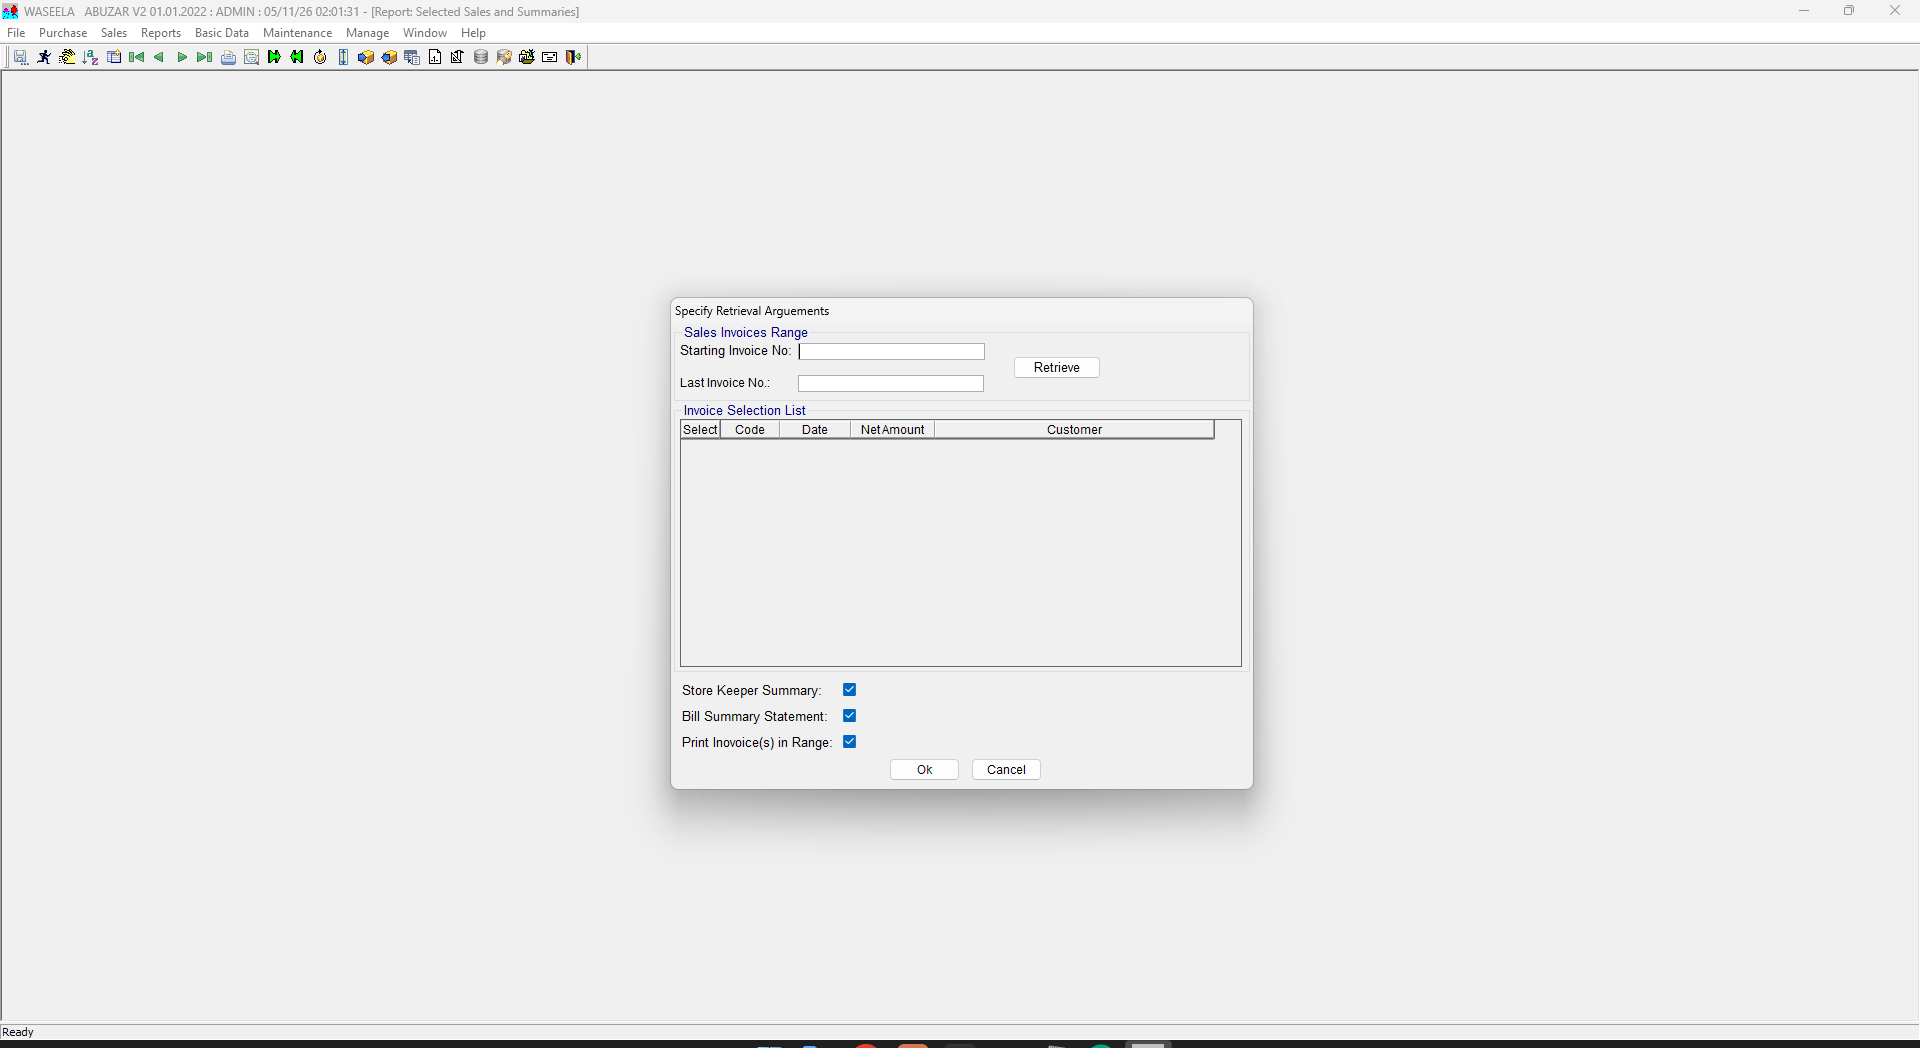 WASEELA   ABUZAR V2 01.01.2022 : ADMIN : 05/11/26 02:01:31 - [Report: Selected Sales and Summaries]
File Purchase Sales Reports Basic Data Maintenance Manage Window Help
Specify Retrieval Arguements
Sales Invoices Range
Starting Invoice No:
Retrieve
Last Invoice No.:
Invoice Selection List
Select Code Date Net Amount Customer
Store Keeper Summary:
Bill Summary Statement:
Print Inovoice(s) in Range:
Ok Cancel
Ready